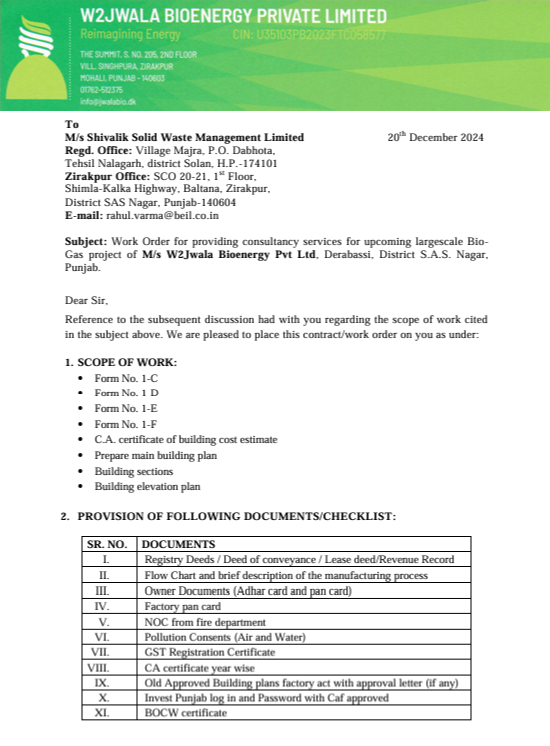 W2JWALA BIOENERGY PRIVATE LIMITED
Reimagining Energy CIN: U35103PB2023FTC058577
THE SUMMIT, S. NO. 205, 2ND FLOOR
VILL. SINGHPURA, ZIRAKPUR
MOHALI, PUNJAB - 140603
01762-512375
info@jwalabio.dk
To
M/s Shivalik Solid Waste Management Limited 20th December 2024
Regd. Office: Village Majra, P.O. Dabhota,
Tehsil Nalagarh, district Solan, H.P.-174101
Zirakpur Office: SCO 20-21, 1st Floor,
Shimla-Kalka Highway, Baltana, Zirakpur,
District SAS Nagar, Punjab-140604
E-mail: rahul.varma@beil.co.in
Subject: Work Order for providing consultancy services for upcoming largescale Bio-
Gas project of M/s W2Jwala Bioenergy Pvt Ltd, Derabassi, District S.A.S. Nagar,
Punjab.
Dear Sir,
Reference to the subsequent discussion had with you regarding the scope of work cited
in the subject above. We are pleased to place this contract/work order on you as under:
1. SCOPE OF WORK:
• Form No. 1-C
• Form No. 1 D
• Form No. 1-E
• Form No. 1-F
• C.A. certificate of building cost estimate
• Prepare main building plan
• Building sections
• Building elevation plan
2. PROVISION OF FOLLOWING DOCUMENTS/CHECKLIST:
SR. NO. DOCUMENTS
I. Registry Deeds / Deed of conveyance / Lease deed/Revenue Record
II. Flow Chart and brief description of the manufacturing process
III. Owner Documents (Adhar card and pan card)
IV. Factory pan card
V. NOC from fire department
VI. Pollution Consents (Air and Water)
VII. GST Registration Certificate
VIII. CA certificate year wise
IX. Old Approved Building plans factory act with approval letter (if any)
X. Invest Punjab log in and Password with Caf approved
XI. BOCW certificate